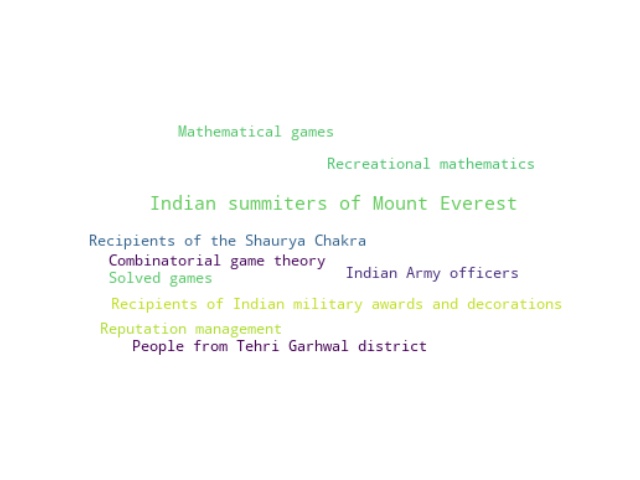 Mathematical games
Recreational mathematics
Indian summiters of Mount Everest
Recipients of the Shaurya Chakra
Combinatorial game theory
Indian Army officers
Solved games
Recipients of Indian military awards and decorations
Reputation management
People from Tehri Garhwal district